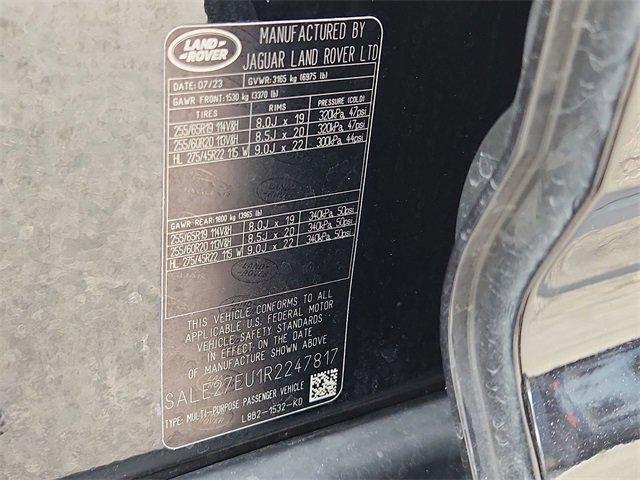 LAND
ROVER
MANUFACTURED BY
JAGUAR LAND ROVER LTD
DATE: 07/23 GVWR: 3165 kg (6975 lb)
GAWR FRONT: 1530 kg (3370 lb)
TIRES RIMS PRESSURE (COLD)
255/65R19 114V&H 8.0J x 19 320kPa, 47psi
255/60R20 113V&H 8.5J x 20 320kPa, 47psi
HL 275/45R22 115 W 9.0J x 22 300kPa, 44psi
GAWR REAR: 1800 kg (3965 lb)
255/65R19 114V&H 8.0J x 19 340kPa, 50psi
255/60R20 113V&H 8.5J x 20 340kPa, 50psi
HL 275/45R22 115 W 9.0J x 22 340kPa, 50psi
LAND
ROVER
THIS VEHICLE CONFORMS TO ALL
APPLICABLE U.S. FEDERAL MOTOR
VEHICLE SAFETY STANDARDS
IN EFFECT ON THE DATE
OF MANUFACTURE SHOWN ABOVE
SALE27EU1R2247817
TYPE: MULTI-PURPOSE PASSENGER VEHICLE
L8B2-1532-KD